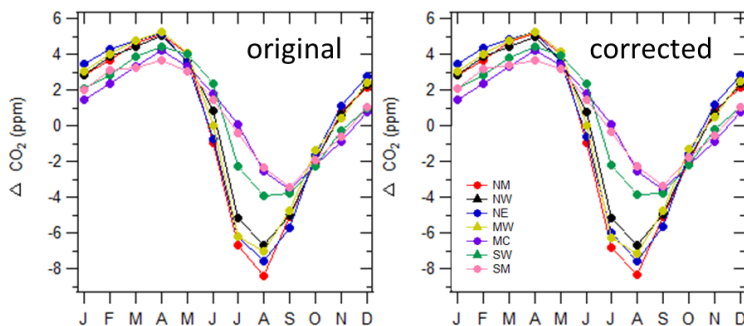 original
6
4
2
0
-2
-4
-6
-8
Δ CO₂ (ppm)
J F M A M J J A S O N D
corrected
6
4
2
0
-2
-4
-6
-8
Δ CO₂ (ppm)
NM
NW
NE
MW
MC
SW
SM
J F M A M J J A S O N D